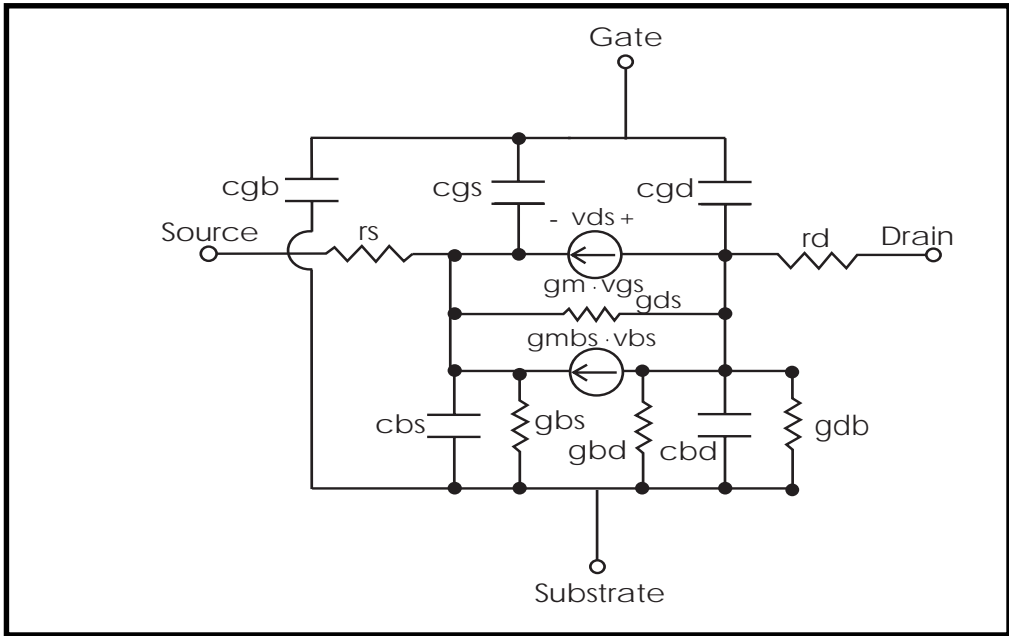 Gate
cgb
cgs
cgd
Source
rs
- vds +
rd
Drain
gm · vgs
gds
gmbs · vbs
cbs
gbs
gbd
cbd
gdb
Substrate